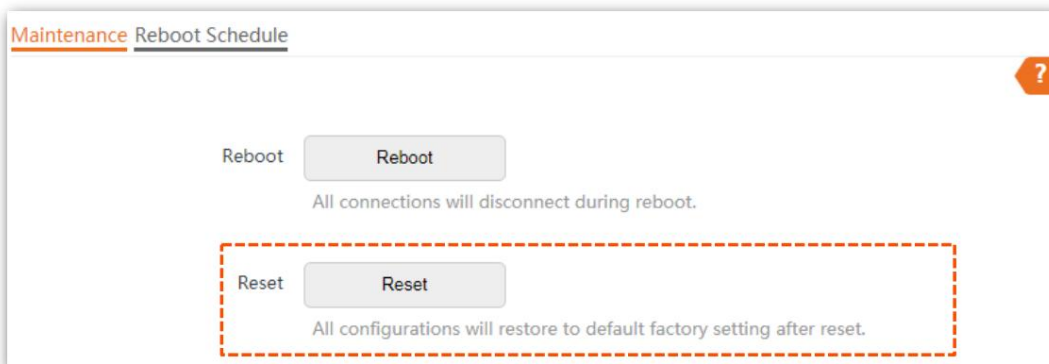 Maintenance Reboot Schedule
?
Reboot Reboot
All connections will disconnect during reboot.
Reset Reset
All configurations will restore to default factory setting after reset.